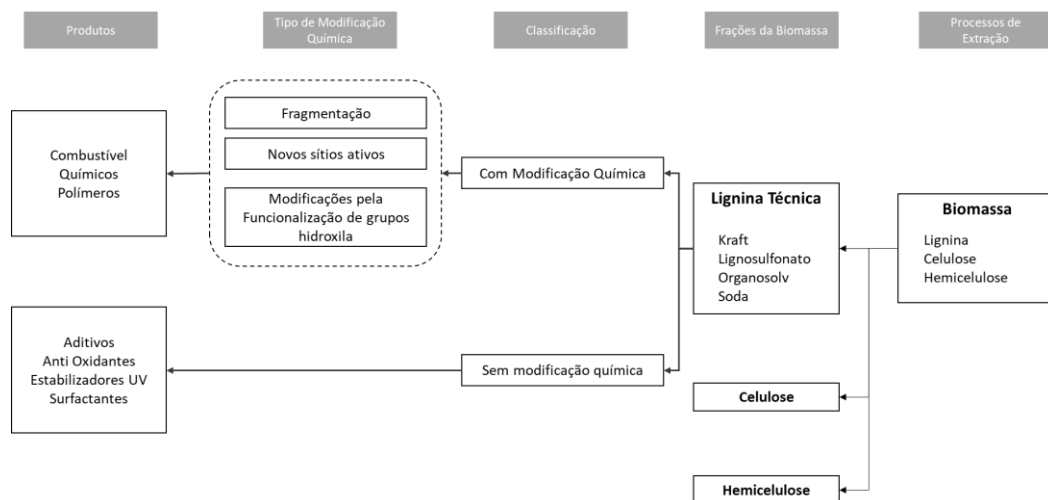 Produtos
Tipo de Modificação
Química
Classificação
Frações da Biomassa
Processos de
Extração
Combustível
Químicos
Polímeros
Fragmentação
Novos sítios ativos
Modificações pela
Funcionalização de grupos
hidroxila
Com Modificação Química
Lignina Técnica
Kraft
Lignosulfonato
Organosolv
Soda
Biomassa
Lignina
Celulose
Hemicelulose
Aditivos
Anti Oxidantes
Estabilizadores UV
Surfactantes
Sem modificação química
Celulose
Hemicelulose